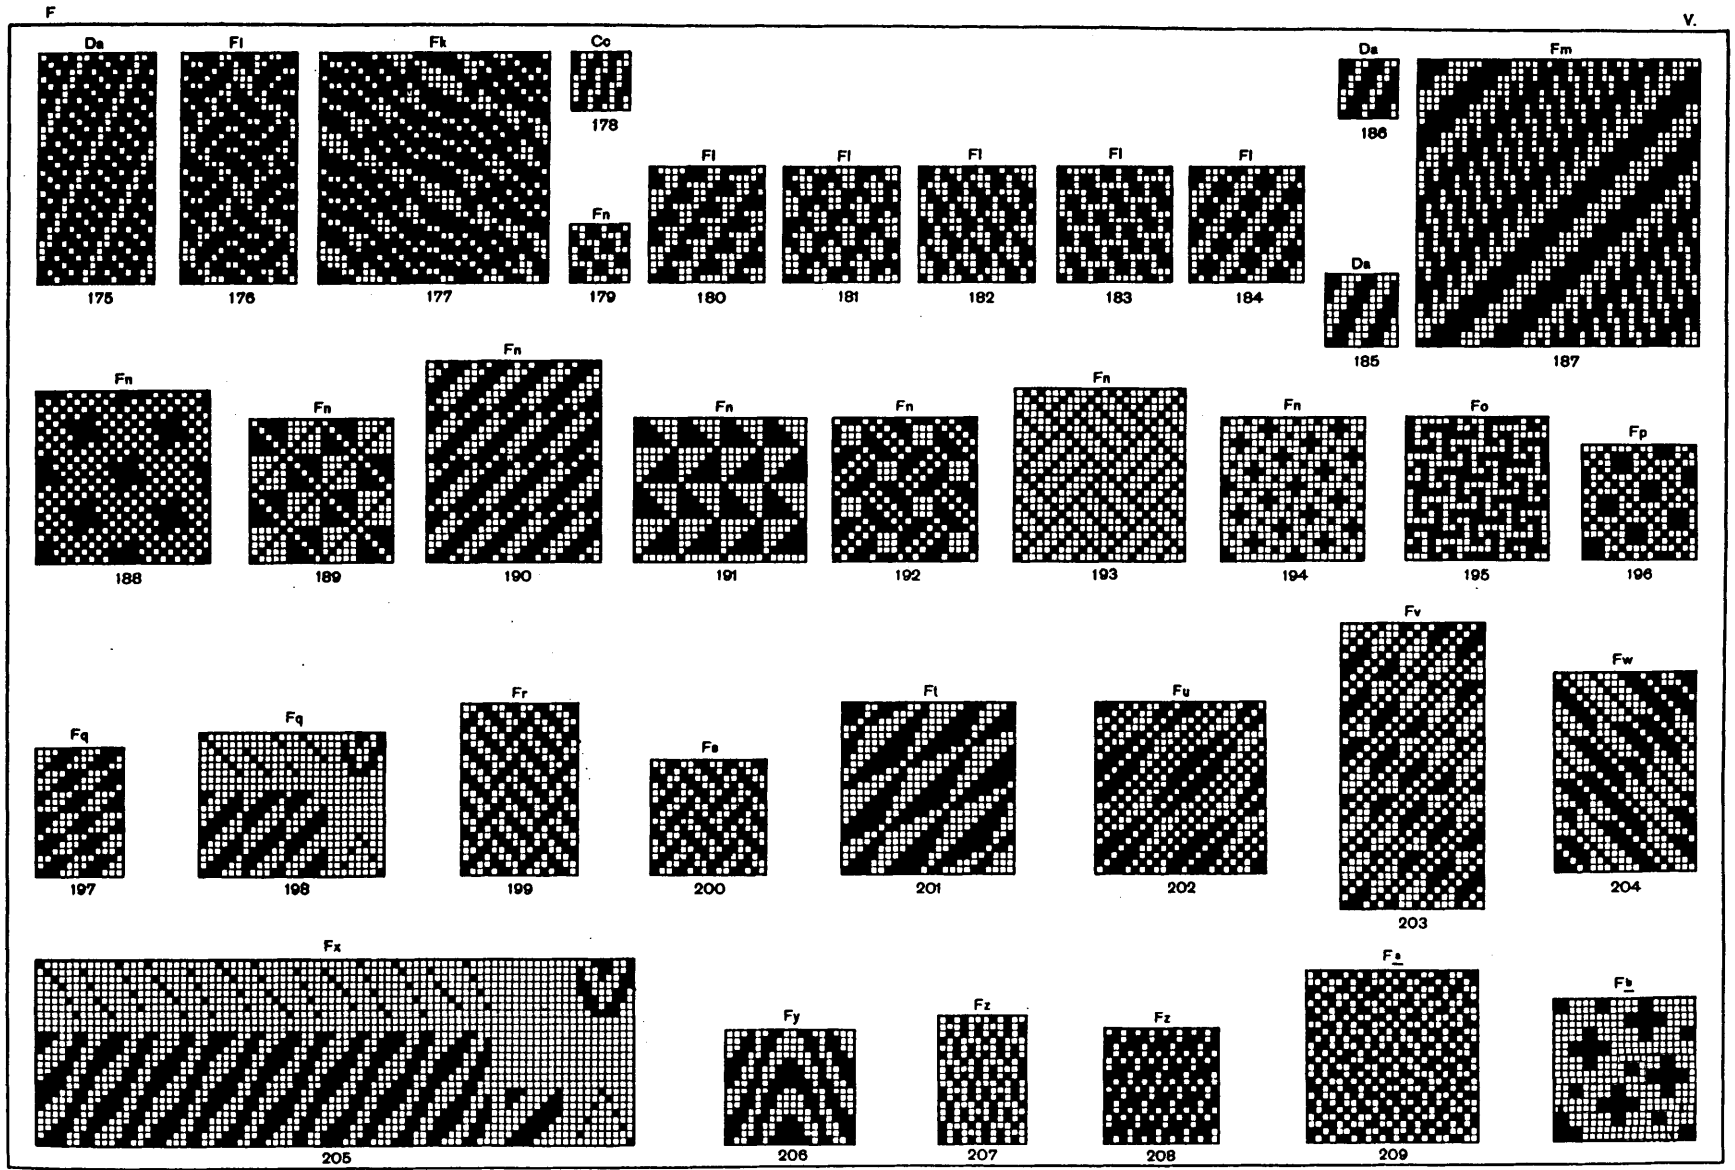 F V.
Da Fi Fk Cc Da Fm
178 186
Fl Fl Fl Fl Fl
Fn Da
175 176 177 179 180 181 182 183 184 185 187
Fn Fn Fn Fn Fn Fn Fn Fo Fp
188 189 190 191 192 193 194 195 196
Fv
Fq Fq Fr Fs Ft Fu Fw
197 198 199 200 201 202 203 204
Fx Fy Fz Fz Fa Fb
205 206 207 208 209